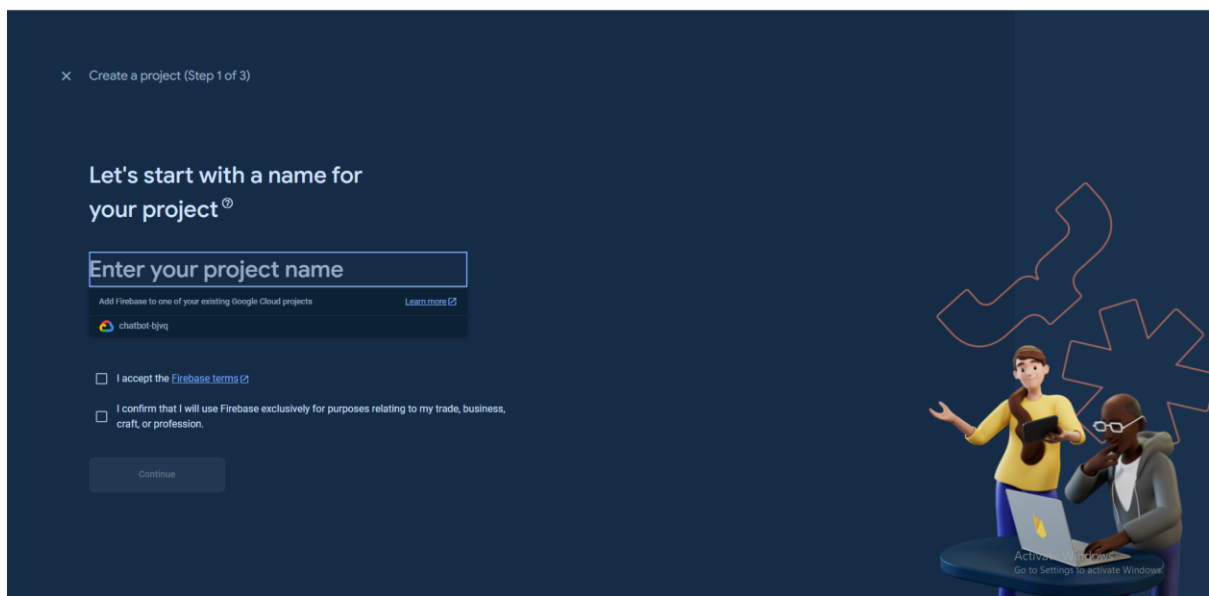 Create a project (Step 1 of 3)
Let's start with a name for
your project
Enter your project name
Add Firebase to one of your existing Google Cloud projects Learn more
chatbot-bjvq
I accept the Firebase terms
I confirm that I will use Firebase exclusively for purposes relating to my trade, business,
craft, or profession.
Continue
Activate Windows
Go to Settings to activate Windows.